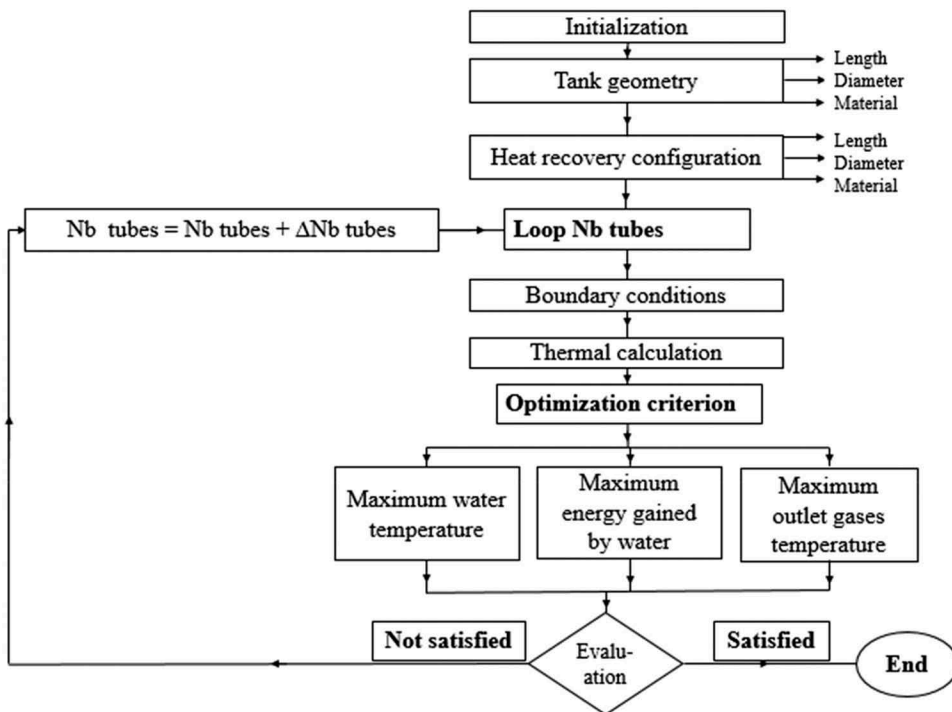 Initialization
Tank geometry
Length
Diameter
Material
Heat recovery configuration
Length
Diameter
Material
Nb tubes = Nb tubes + ΔNb tubes
Loop Nb tubes
Boundary conditions
Thermal calculation
Optimization criterion
Maximum water
temperature
Maximum
energy gained
by water
Maximum
outlet gases
temperature
Not satisfied
Evalu-
ation
Satisfied
End